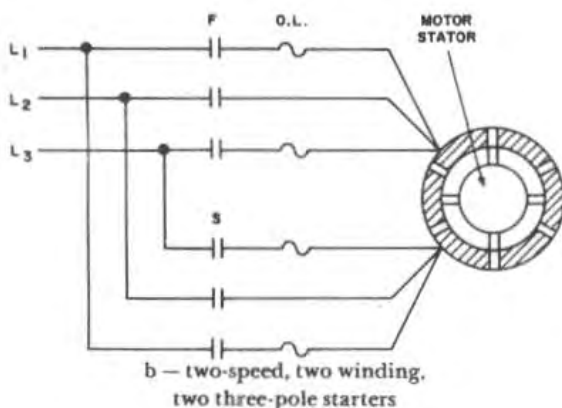 F O.L. MOTOR
STATOR
L1
L2
L3
S
b — two-speed, two winding,
two three-pole starters